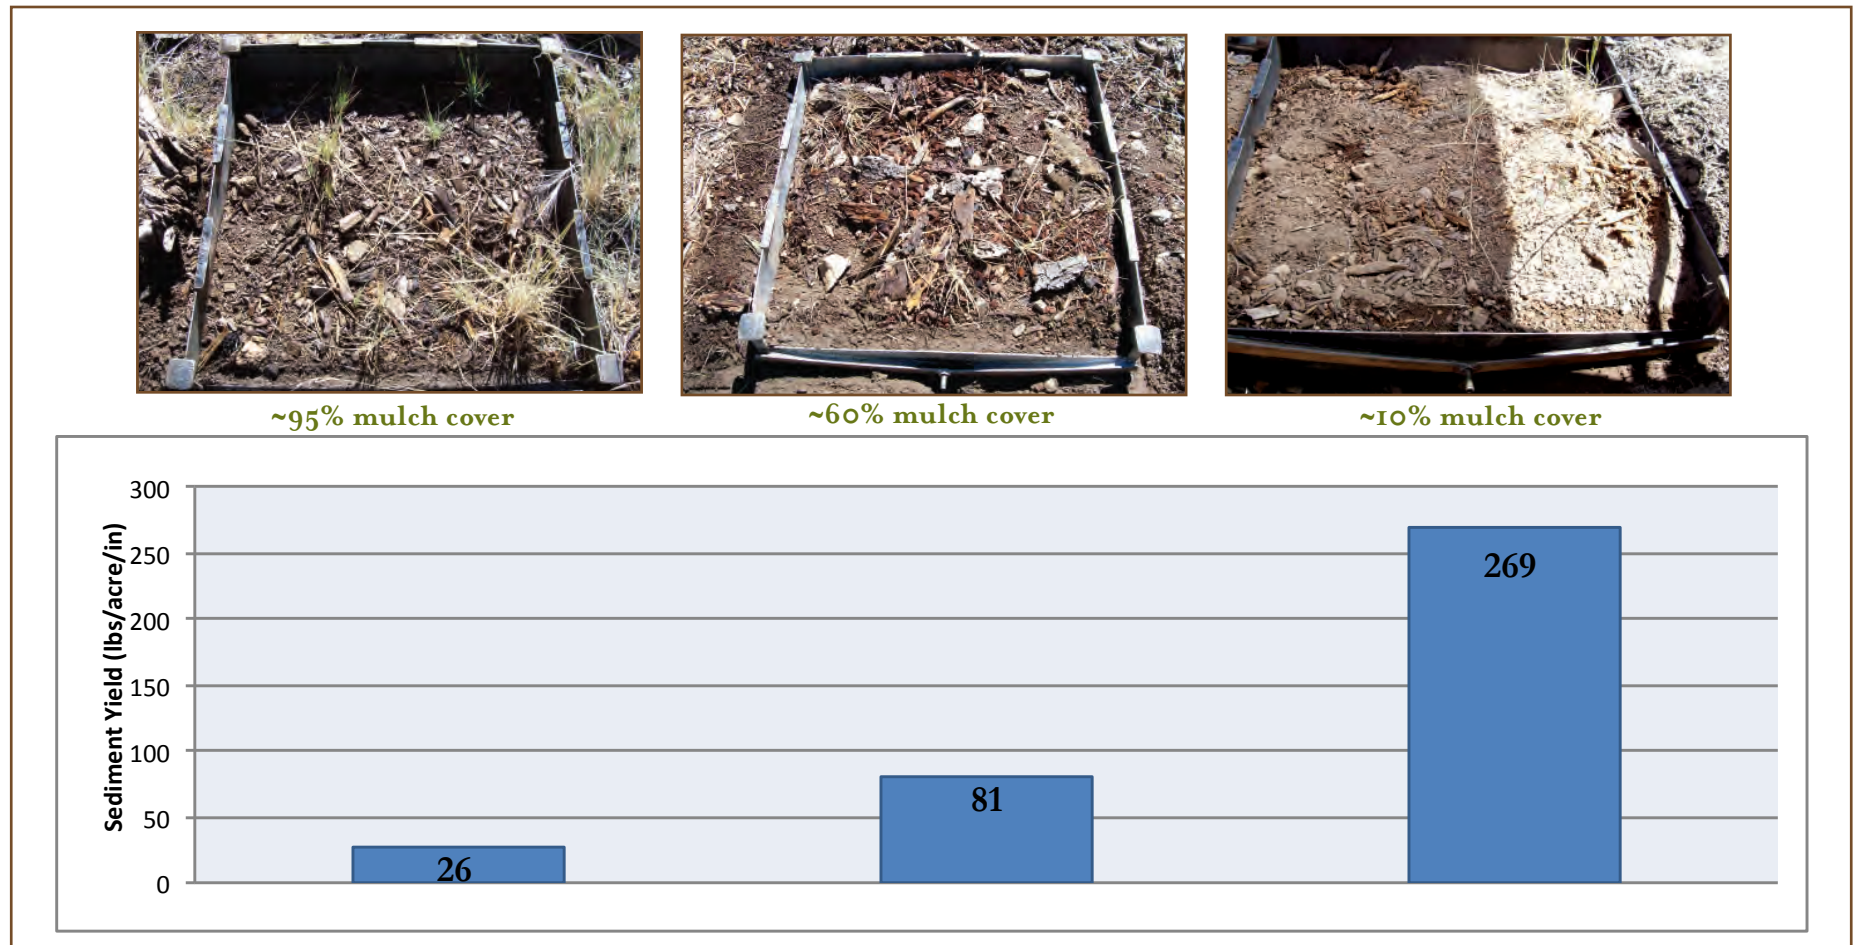 ~95% mulch cover
~60% mulch cover
~10% mulch cover
Sediment Yield (lbs/acre/in)
300
250
200
150
100
50
0
26
81
269